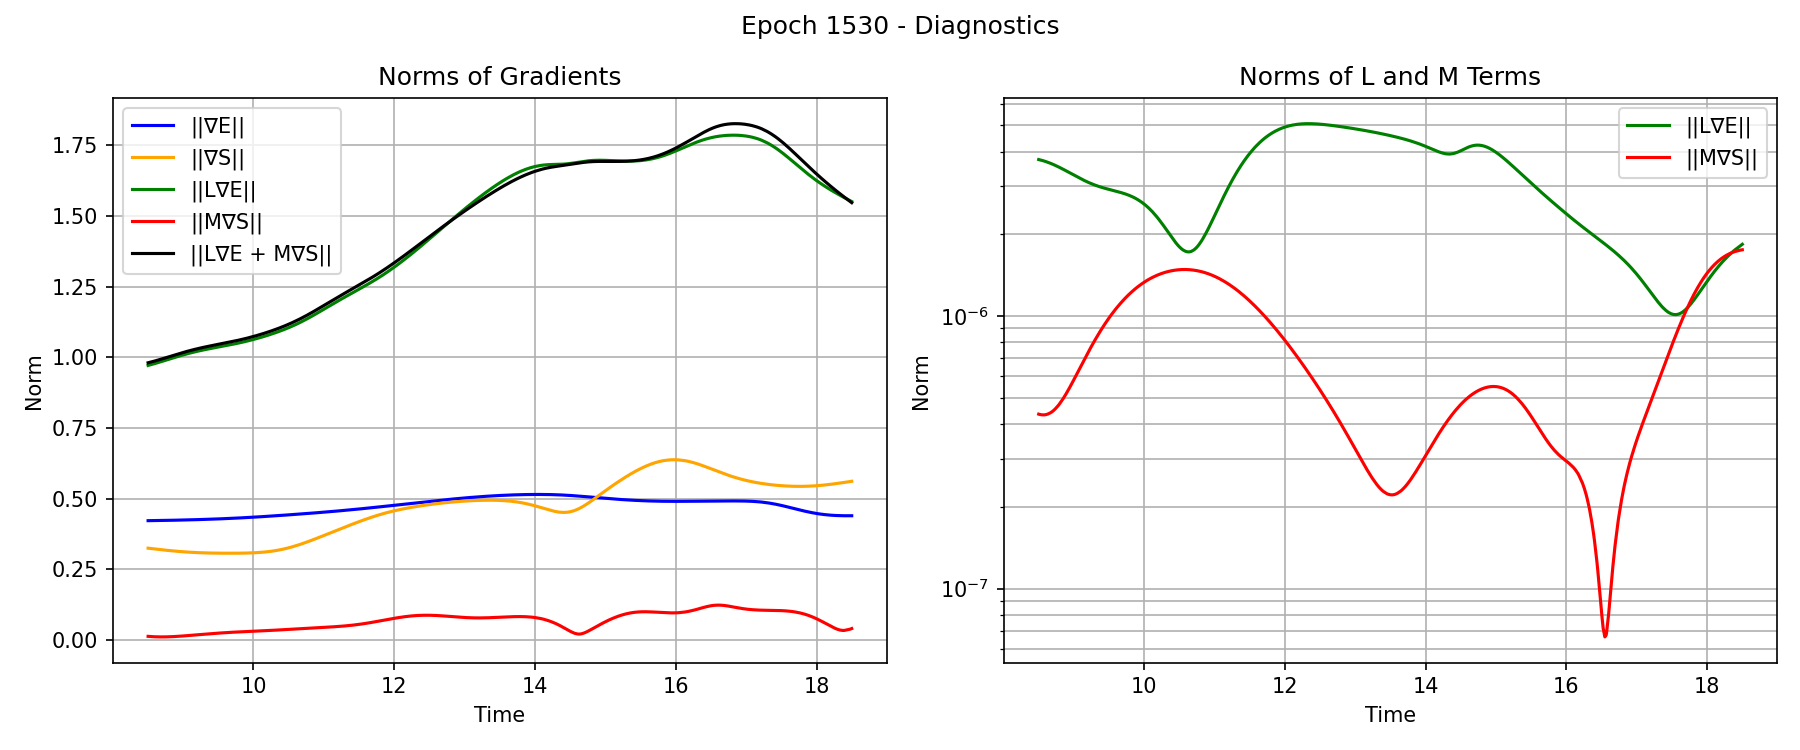 Epoch 1530 - Diagnostics
Norms of Gradients
||∇E||
||∇S||
||L∇E||
||M∇S||
||L∇E + M∇S||
1.75
1.50
1.25
1.00
0.75
0.50
0.25
0.00
Norm
10 12 14 16 18
Time
Norms of L and M Terms
||L∇E||
||M∇S||
10⁻⁶
10⁻⁷
Norm
10 12 14 16 18
Time